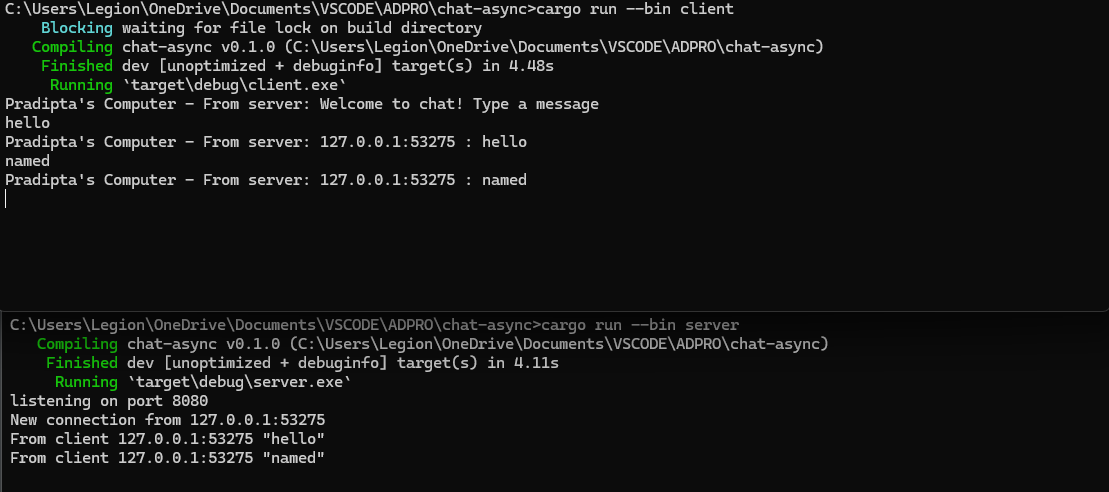 C:\Users\Legion\OneDrive\Documents\VSCODE\ADPRO\chat-async>cargo run --bin client
Blocking waiting for file lock on build directory
Compiling chat-async v0.1.0 (C:\Users\Legion\OneDrive\Documents\VSCODE\ADPRO\chat-async)
Finished dev [unoptimized + debuginfo] target(s) in 4.48s
Running `target\debug\client.exe`
Pradipta's Computer - From server: Welcome to chat! Type a message
hello
Pradipta's Computer - From server: 127.0.0.1:53275 : hello
named
Pradipta's Computer - From server: 127.0.0.1:53275 : named
C:\Users\Legion\OneDrive\Documents\VSCODE\ADPRO\chat-async>cargo run --bin server
Compiling chat-async v0.1.0 (C:\Users\Legion\OneDrive\Documents\VSCODE\ADPRO\chat-async)
Finished dev [unoptimized + debuginfo] target(s) in 4.11s
Running `target\debug\server.exe`
listening on port 8080
New connection from 127.0.0.1:53275
From client 127.0.0.1:53275 "hello"
From client 127.0.0.1:53275 "named"